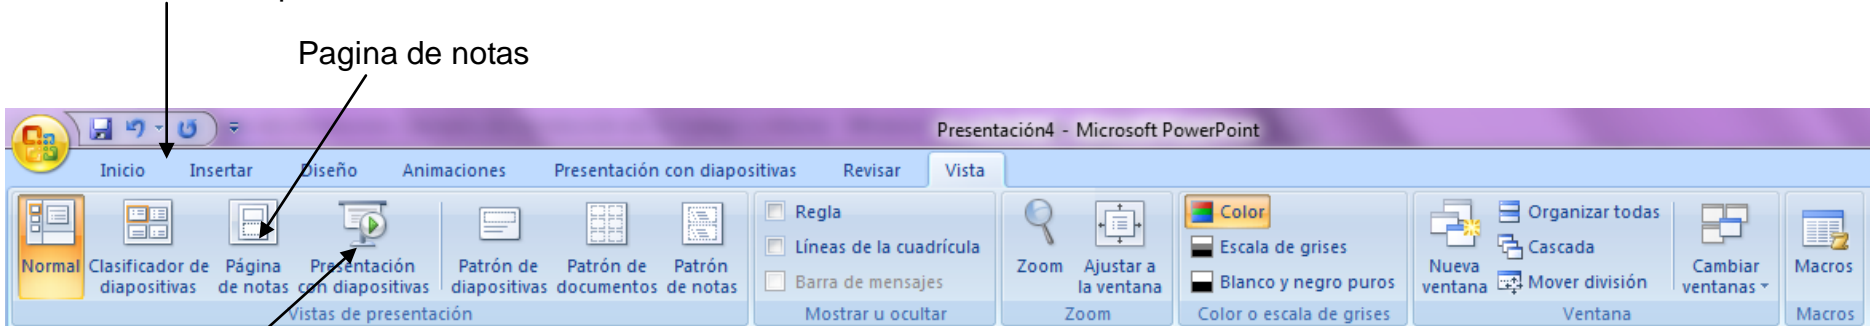 Pagina de notas
Presentación4 - Microsoft PowerPoint
Inicio Insertar Diseño Animaciones Presentación con diapositivas Revisar Vista
Normal
Clasificador de
diapositivas
Página
de notas
Presentación
con diapositivas
Patrón de
diapositivas
Patrón de
documentos
Patrón
de notas
Vistas de presentación
Regla
Líneas de la cuadrícula
Barra de mensajes
Mostrar u ocultar
Zoom
Ajustar a
la ventana
Zoom
Color
Escala de grises
Blanco y negro puros
Color o escala de grises
Nueva
ventana
Organizar todas
Cascada
Mover división
Cambiar
ventanas
Ventana
Macros
Macros